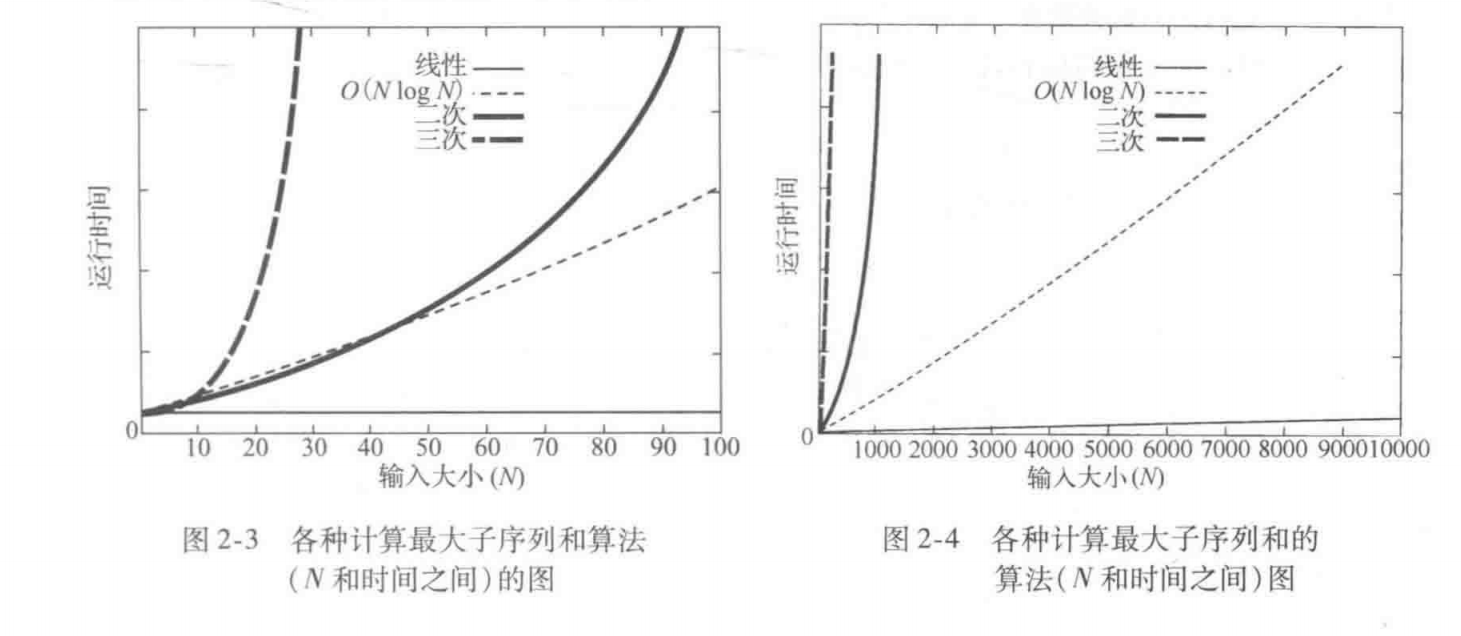 线性
O(N log N)
二次
三次
运行时间
0
10 20 30 40 50 60 70 80 90 100
输入大小(N)
图 2-3 各种计算最大子序列和算法
(N 和时间之间)的图
线性
O(N log N)
二次
三次
运行时间
0
1000 2000 3000 4000 5000 6000 7000 8000 9000 10000
输入大小(N)
图 2-4 各种计算最大子序列和的
算法(N 和时间之间)图